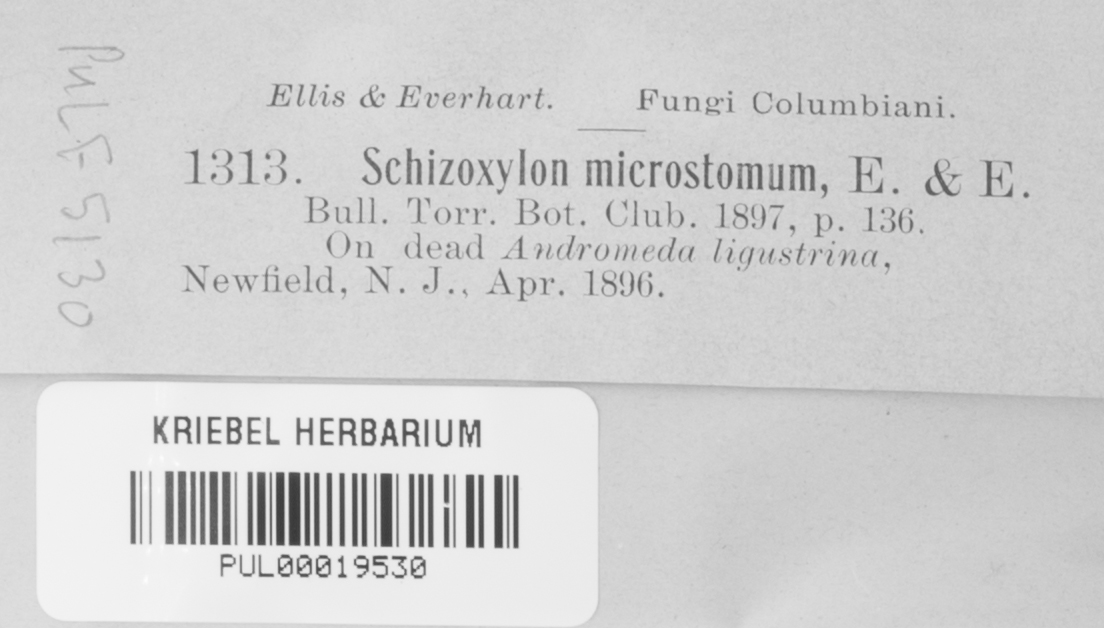 Ellis & Everhart. Fungi Columbiani.
1313. Schizoxylon microstomum, E. & E.
Bull. Torr. Bot. Club. 1897, p. 136.
On dead Andromeda ligustrina,
Newfield, N. J., Apr. 1896.
PUL F 5130
KRIEBEL HERBARIUM
PUL00019530